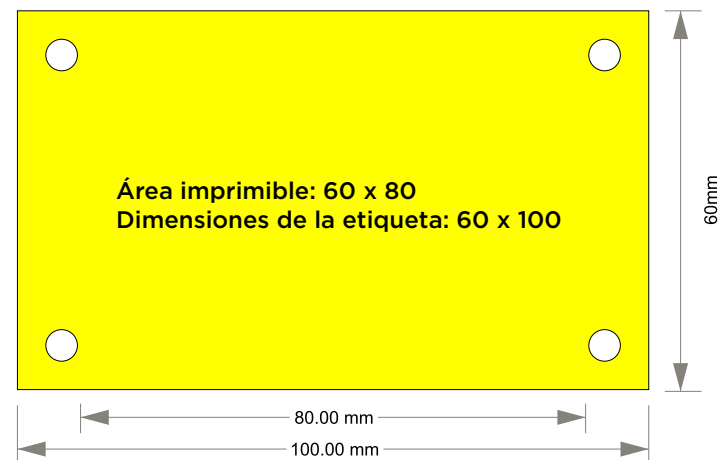 Área imprimible: 60 x 80
Dimensiones de la etiqueta: 60 x 100
60mm
80.00 mm
100.00 mm